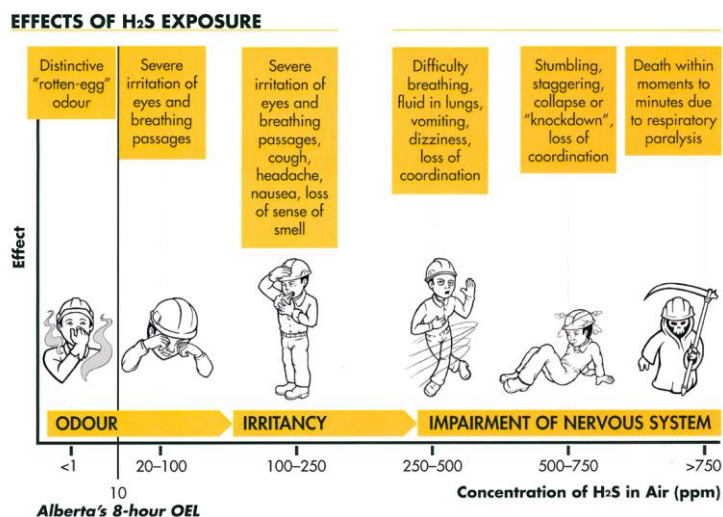 EFFECTS OF H₂S EXPOSURE
Distinctive
"rotten-egg"
odour
Severe
irritation of
eyes and
breathing
passages
Severe
irritation of
eyes and
breathing
passages,
cough,
headache,
nausea, loss
of sense of
smell
Difficulty
breathing,
fluid in lungs,
vomiting,
dizziness,
loss of
coordination
Stumbling,
staggering,
collapse or
"knockdown",
loss of
coordination
Death within
moments to
minutes due
to respiratory
paralysis
Effect
ODOUR
IRRITANCY
IMPAIRMENT OF NERVOUS SYSTEM
<1
20–100
100–250
250–500
500–750
>750
10
Alberta's 8-hour OEL
Concentration of H₂S in Air (ppm)